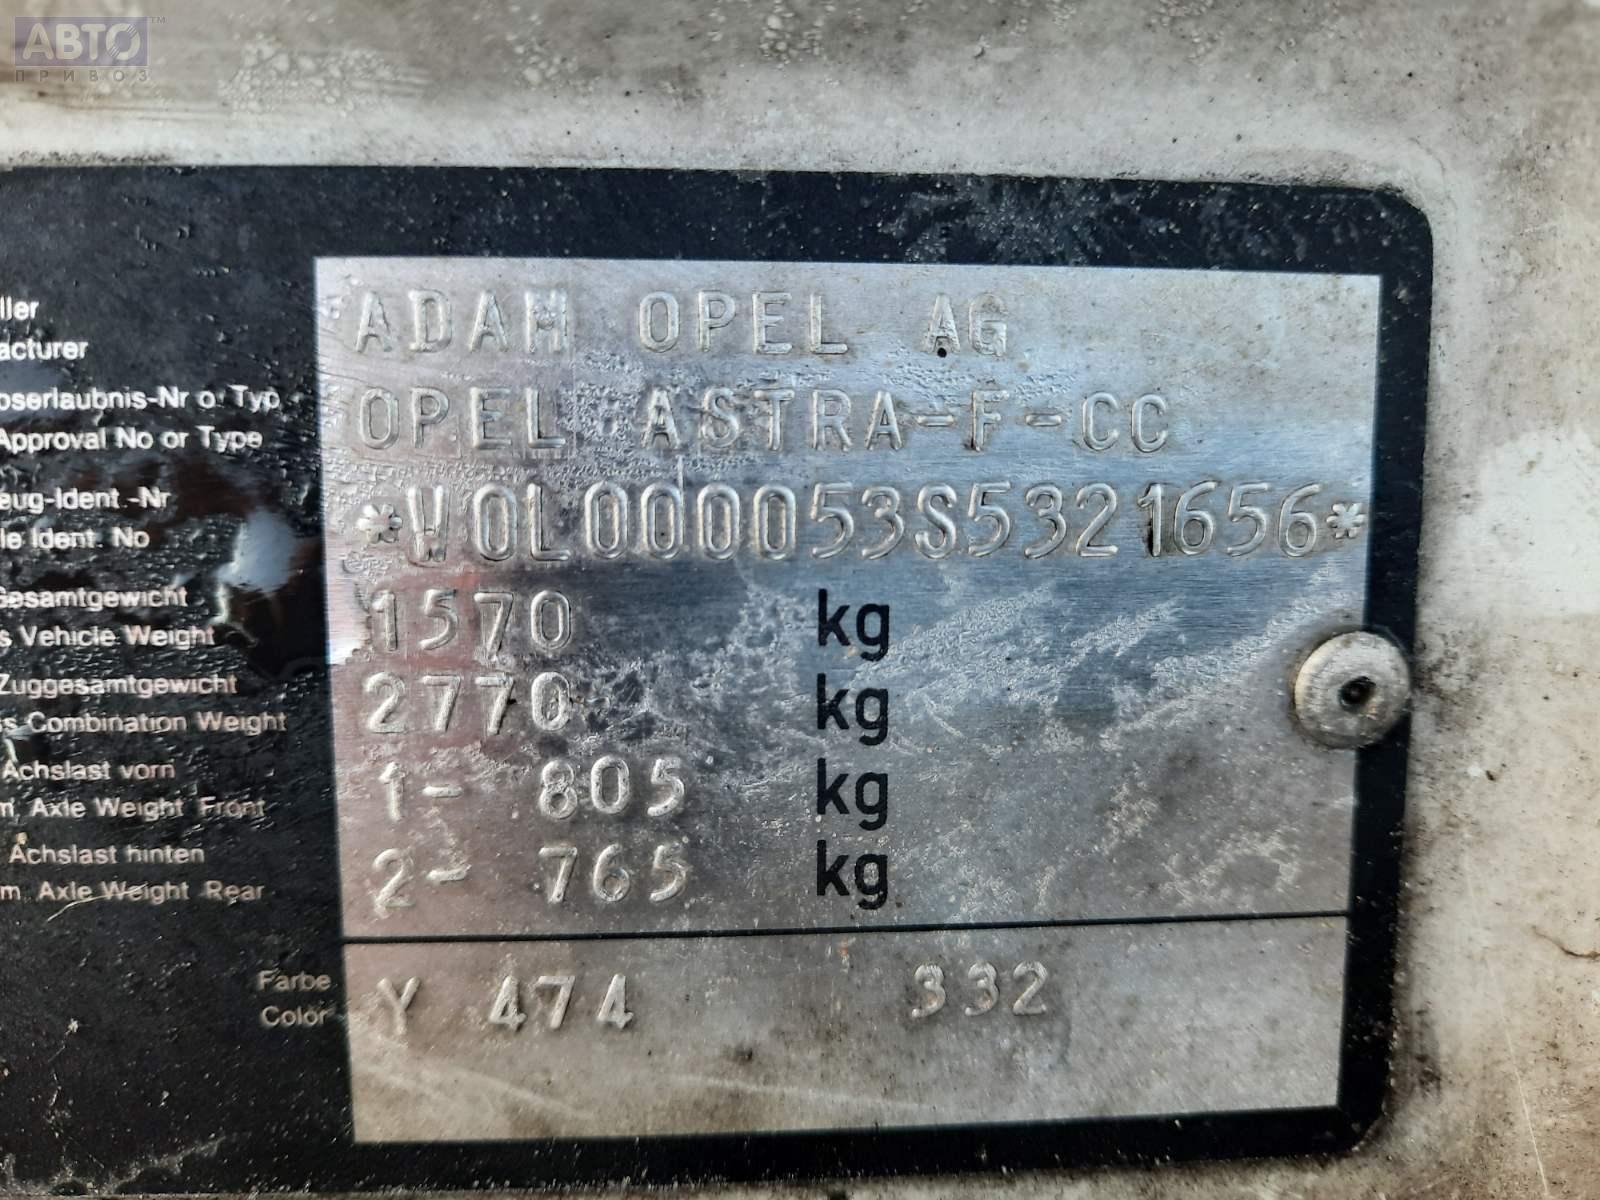 АВТО™
ПРИВОЗ
ller
acturer
ADAM OPEL AG
oserlaubnis-Nr o. Typ
Approval No or Type
OPEL ASTRA-F-CC
eug-Ident.-Nr
le Ident. No
*W0L000053S5321656*
Gesamtgewicht
s Vehicle Weight
1570 kg
Zuggesamtgewicht
ss Combination Weight
2770 kg
Achslast vorn
m. Axle Weight Front
1- 805 kg
Achslast hinten
m. Axle Weight Rear
2- 765 kg
Farbe
Color
Y 474 332